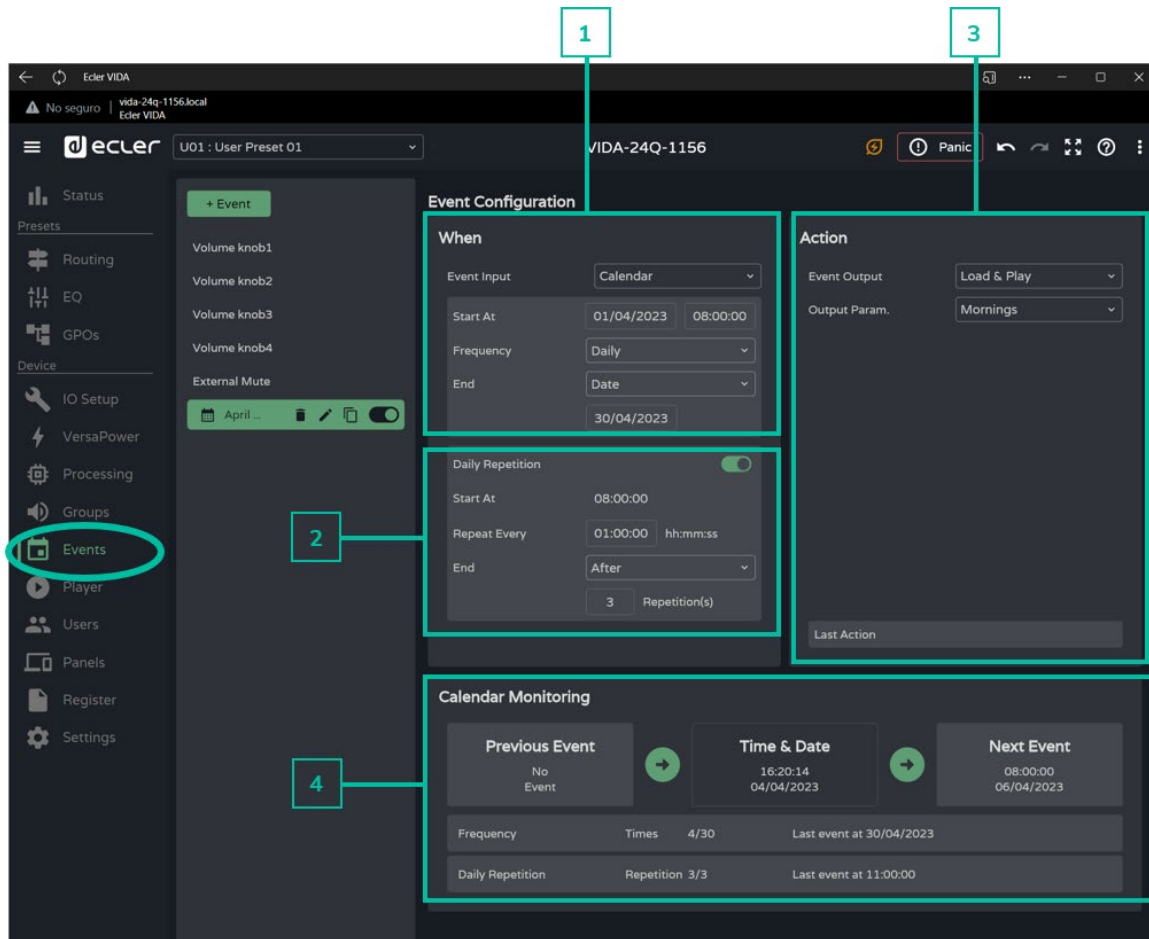 1
3
Ecler VIDA
No seguro
vida-24q-1156.local
Ecler VIDA
ecler
U01 : User Preset 01
VIDA-24Q-1156
Panic
Status
Presets
Routing
EQ
GPOs
Device
IO Setup
VersaPower
Processing
Groups
Events
Player
Users
Panels
Register
Settings
+ Event
Volume knob1
Volume knob2
Volume knob3
Volume knob4
External Mute
April ...
Event Configuration
When
Event Input Calendar
Start At 01/04/2023 08:00:00
Frequency Daily
End Date
30/04/2023
2
Daily Repetition
Start At 08:00:00
Repeat Every 01:00:00 hh:mm:ss
End After
3 Repetition(s)
Action
Event Output Load & Play
Output Param. Mornings
Last Action
4
Calendar Monitoring
Previous Event
No
Event
Time & Date
16:20:14
04/04/2023
Next Event
08:00:00
06/04/2023
Frequency Times 4/30 Last event at 30/04/2023
Daily Repetition Repetition 3/3 Last event at 11:00:00